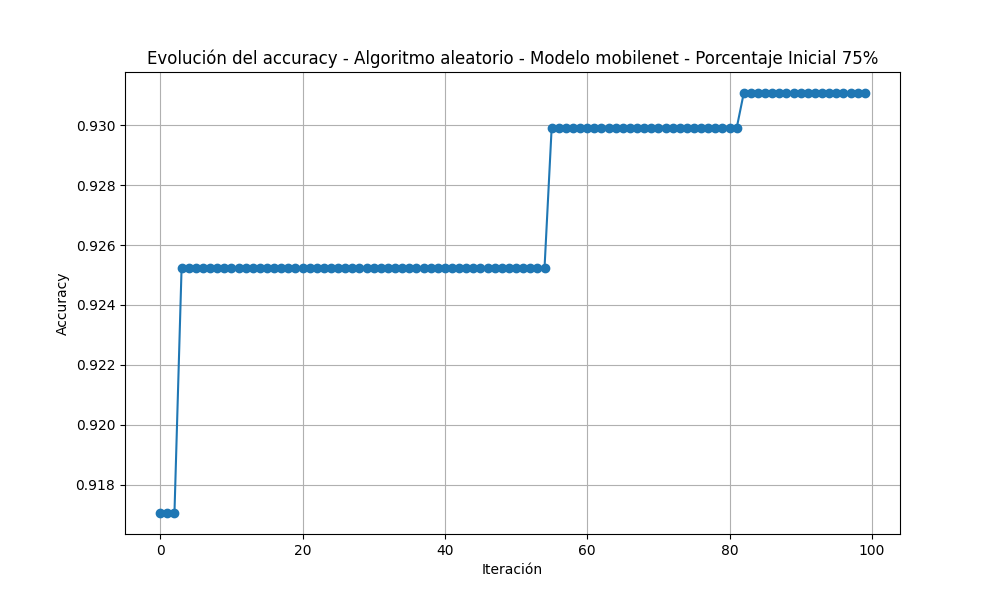 Evolución del accuracy - Algoritmo aleatorio - Modelo mobilenet - Porcentaje Inicial 75%
Accuracy
0.930
0.928
0.926
0.924
0.922
0.920
0.918
0 20 40 60 80 100
Iteración